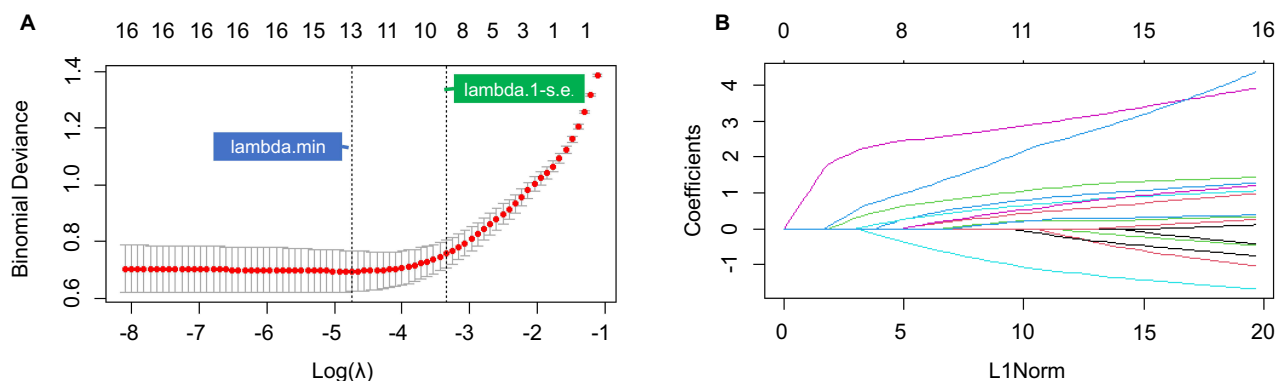 A
16 16 16 16 16 15 13 11 10 8 5 3 1 1
Binomial Deviance
1.4
1.2
1.0
0.8
0.6
lambda.min
lambda.1-s.e.
-8 -7 -6 -5 -4 -3 -2 -1
Log(λ)
B
0 8 11 15 16
Coefficients
4
3
2
1
0
-1
0 5 10 15 20
L1Norm